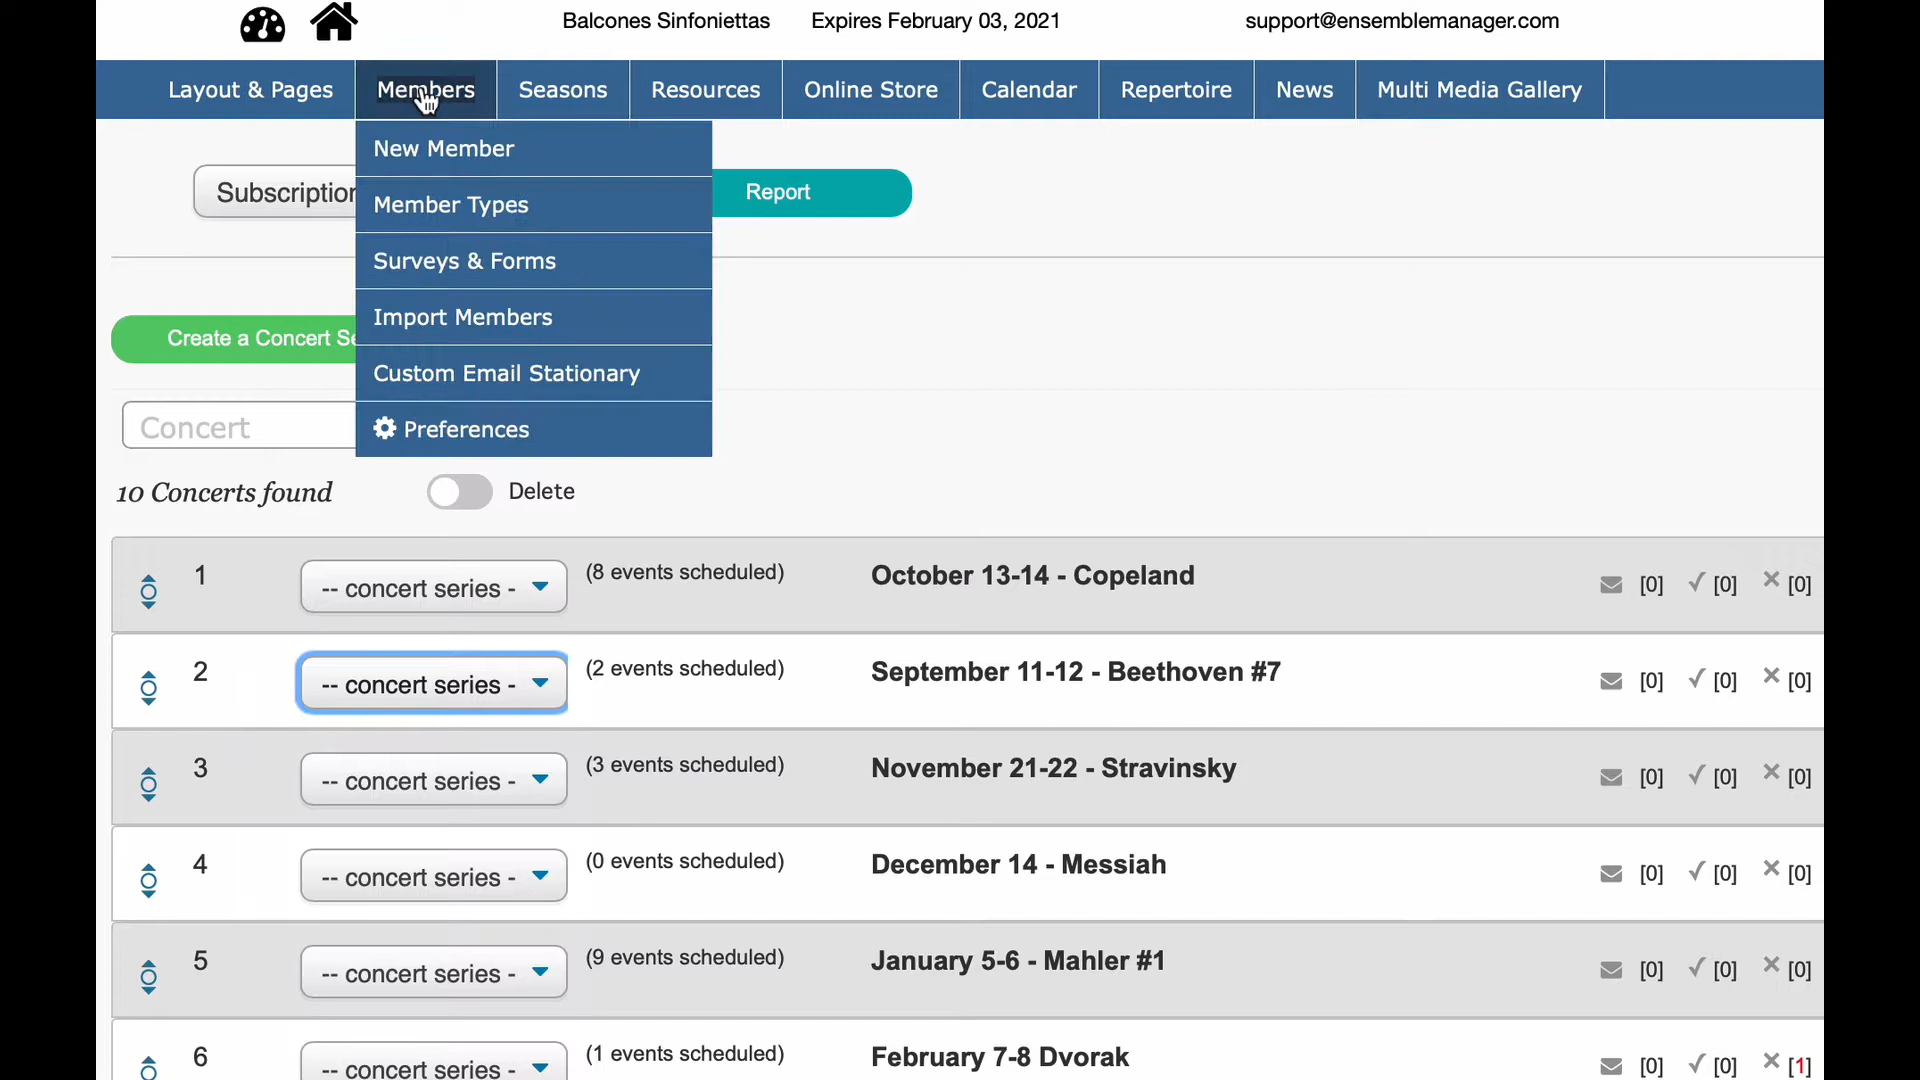 Balcones Sinfoniettas Expires February 03, 2021 support@ensemblemanager.com
Layout & Pages Members Seasons Resources Online Store Calendar Repertoire News Multi Media Gallery
New Member
Subscription Report
Member Types
Surveys & Forms
Import Members
Create a Concert Se
Custom Email Stationary
Concert
Preferences
10 Concerts found Delete
1 -- concert series - (8 events scheduled) October 13-14 - Copeland [0] [0] [0]
2 -- concert series - (2 events scheduled) September 11-12 - Beethoven #7 [0] [0] [0]
3 -- concert series - (3 events scheduled) November 21-22 - Stravinsky [0] [0] [0]
4 -- concert series - (0 events scheduled) December 14 - Messiah [0] [0] [0]
5 -- concert series - (9 events scheduled) January 5-6 - Mahler #1 [0] [0] [0]
6 -- concert series - (1 events scheduled) February 7-8 Dvorak [0] [0] [1]